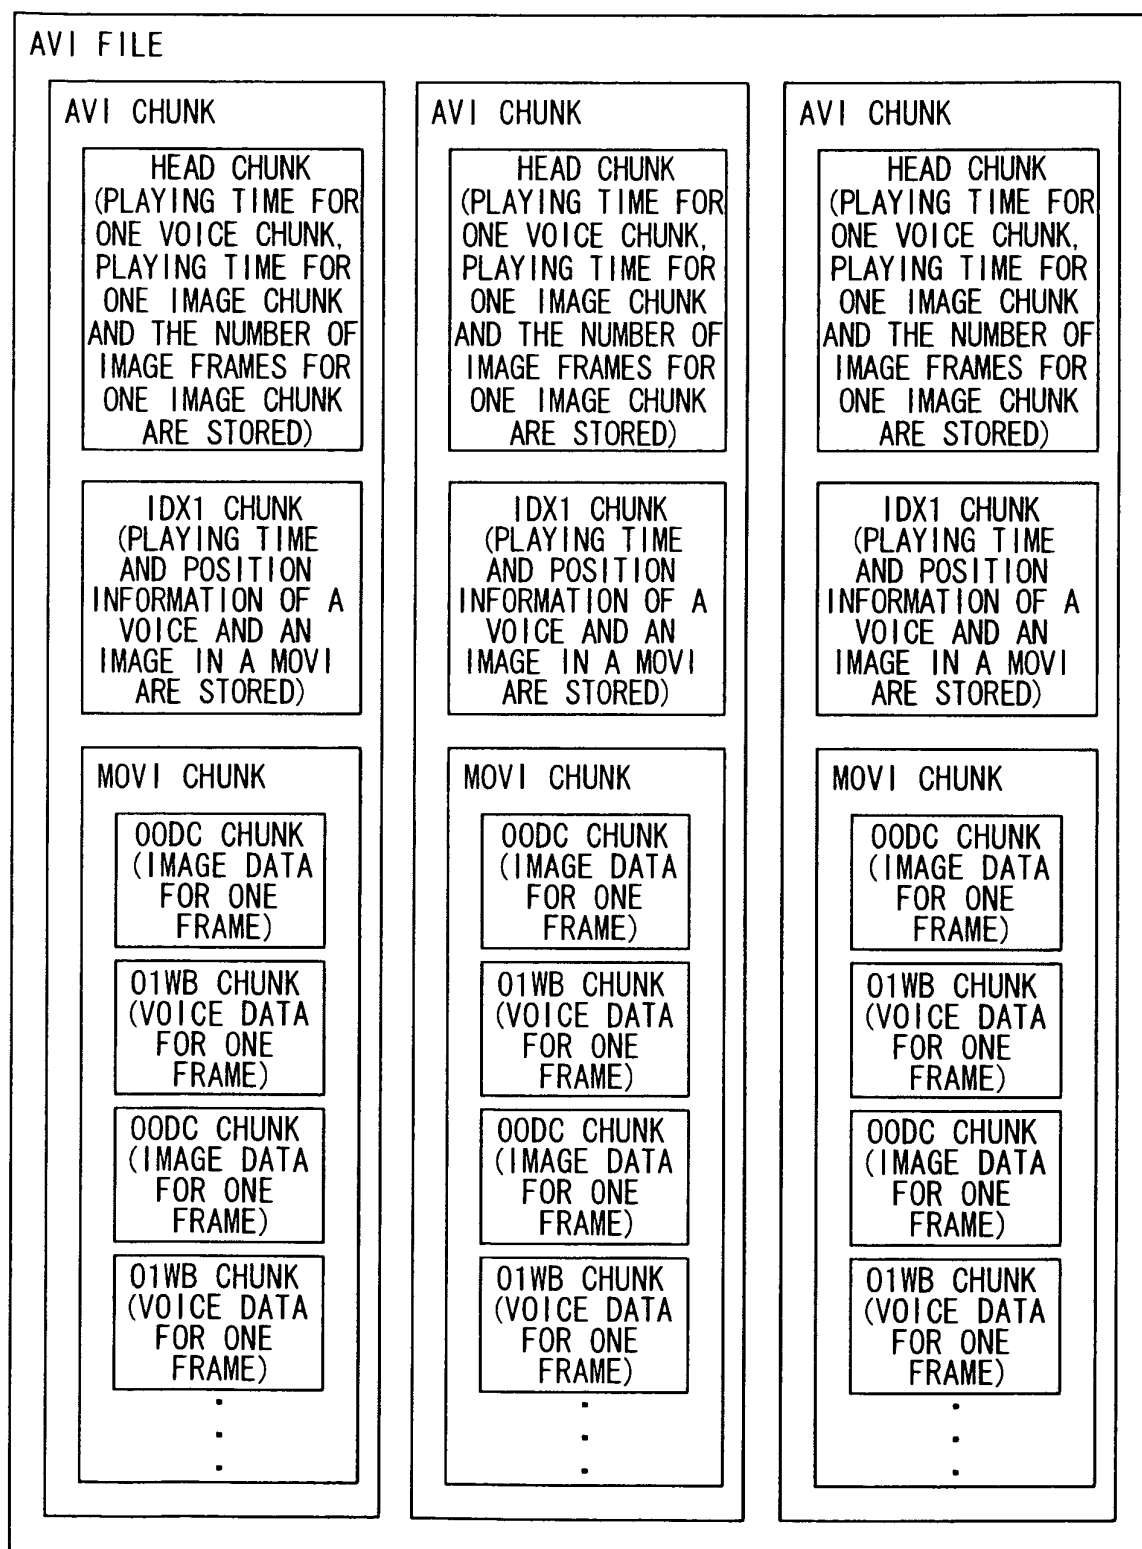 AVI FILE
AVI CHUNK
HEAD CHUNK
(PLAYING TIME FOR
ONE VOICE CHUNK,
PLAYING TIME FOR
ONE IMAGE CHUNK
AND THE NUMBER OF
IMAGE FRAMES FOR
ONE IMAGE CHUNK
ARE STORED)
IDX1 CHUNK
(PLAYING TIME
AND POSITION
INFORMATION OF A
VOICE AND AN
IMAGE IN A MOVI
ARE STORED)
MOVI CHUNK
00DC CHUNK
(IMAGE DATA
FOR ONE
FRAME)
01WB CHUNK
(VOICE DATA
FOR ONE
FRAME)
00DC CHUNK
(IMAGE DATA
FOR ONE
FRAME)
01WB CHUNK
(VOICE DATA
FOR ONE
FRAME)
AVI CHUNK
HEAD CHUNK
(PLAYING TIME FOR
ONE VOICE CHUNK,
PLAYING TIME FOR
ONE IMAGE CHUNK
AND THE NUMBER OF
IMAGE FRAMES FOR
ONE IMAGE CHUNK
ARE STORED)
IDX1 CHUNK
(PLAYING TIME
AND POSITION
INFORMATION OF A
VOICE AND AN
IMAGE IN A MOVI
ARE STORED)
MOVI CHUNK
00DC CHUNK
(IMAGE DATA
FOR ONE
FRAME)
01WB CHUNK
(VOICE DATA
FOR ONE
FRAME)
00DC CHUNK
(IMAGE DATA
FOR ONE
FRAME)
01WB CHUNK
(VOICE DATA
FOR ONE
FRAME)
AVI CHUNK
HEAD CHUNK
(PLAYING TIME FOR
ONE VOICE CHUNK,
PLAYING TIME FOR
ONE IMAGE CHUNK
AND THE NUMBER OF
IMAGE FRAMES FOR
ONE IMAGE CHUNK
ARE STORED)
IDX1 CHUNK
(PLAYING TIME
AND POSITION
INFORMATION OF A
VOICE AND AN
IMAGE IN A MOVI
ARE STORED)
MOVI CHUNK
00DC CHUNK
(IMAGE DATA
FOR ONE
FRAME)
01WB CHUNK
(VOICE DATA
FOR ONE
FRAME)
00DC CHUNK
(IMAGE DATA
FOR ONE
FRAME)
01WB CHUNK
(VOICE DATA
FOR ONE
FRAME)